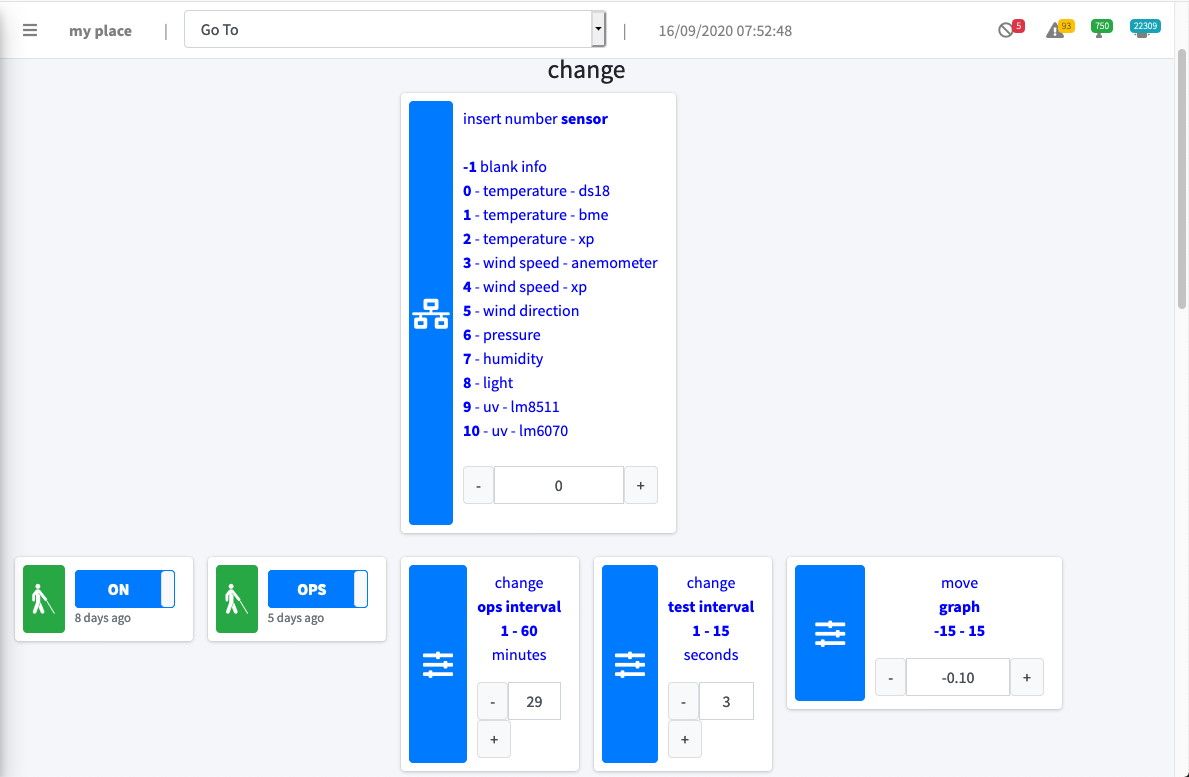 my place | Go To | 16/09/2020 07:52:48 5 93 750 22309
change
insert number sensor
-1 blank info
0 - temperature - ds18
1 - temperature - bme
2 - temperature - xp
3 - wind speed - anemometer
4 - wind speed - xp
5 - wind direction
6 - pressure
7 - humidity
8 - light
9 - uv - lm8511
10 - uv - lm6070
- 0 +
ON
8 days ago
OPS
5 days ago
change
ops interval
1 - 60
minutes
- 29
+
change
test interval
1 - 15
seconds
- 3
+
move
graph
-15 - 15
- -0.10 +